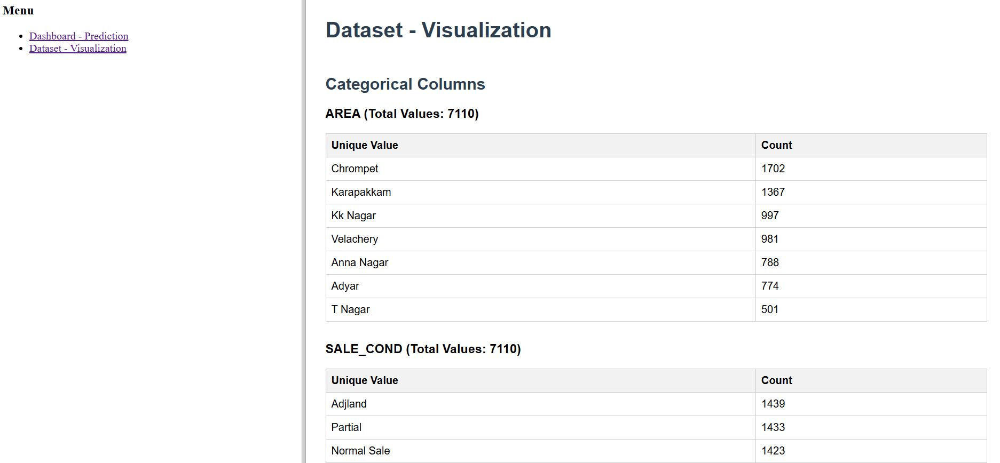 Menu
Dashboard - Prediction
Dataset - Visualization
Dataset - Visualization
Categorical Columns
AREA (Total Values: 7110)
Unique Value Count
Chrompet 1702
Karapakkam 1367
Kk Nagar 997
Velachery 981
Anna Nagar 788
Adyar 774
T Nagar 501
SALE_COND (Total Values: 7110)
Unique Value Count
Adjland 1439
Partial 1433
Normal Sale 1423